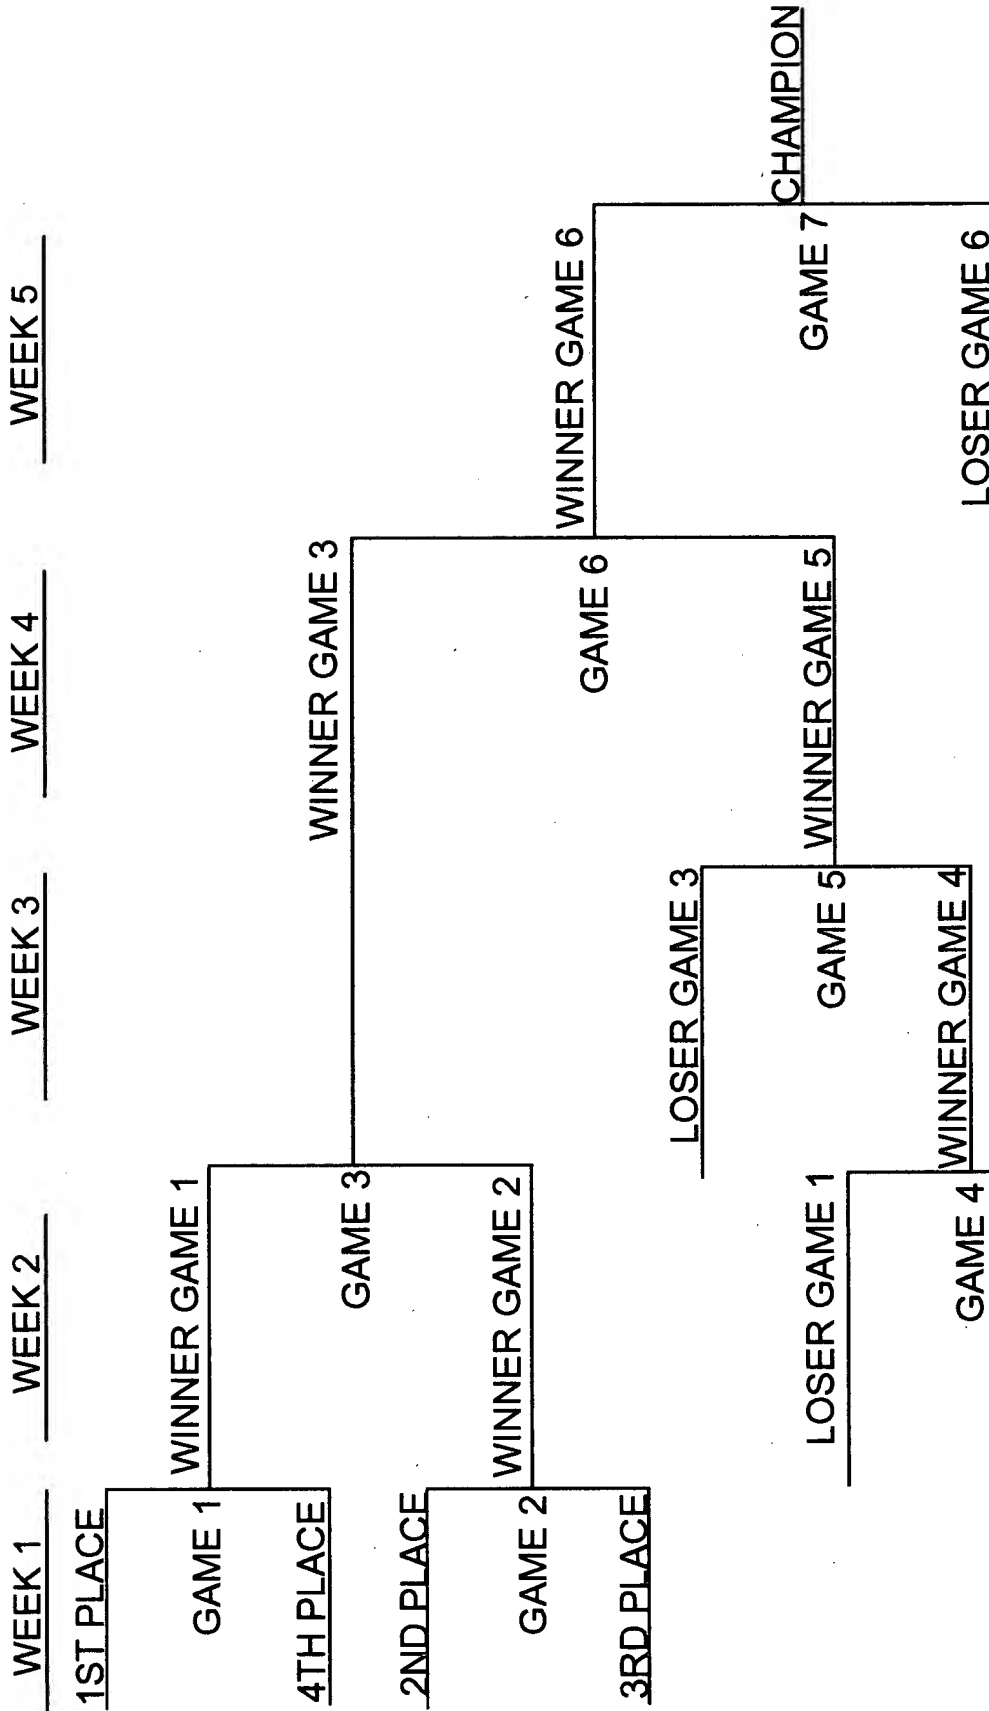 WEEK 1
WEEK 2
WEEK 3
WEEK 4
WEEK 5
1ST PLACE
GAME 1
4TH PLACE
2ND PLACE
GAME 2
3RD PLACE
WINNER GAME 1
GAME 3
WINNER GAME 2
LOSER GAME 1
GAME 4
LOSER GAME 3
GAME 5
WINNER GAME 4
WINNER GAME 3
GAME 6
WINNER GAME 5
WINNER GAME 6
GAME 7
LOSER GAME 6
CHAMPION